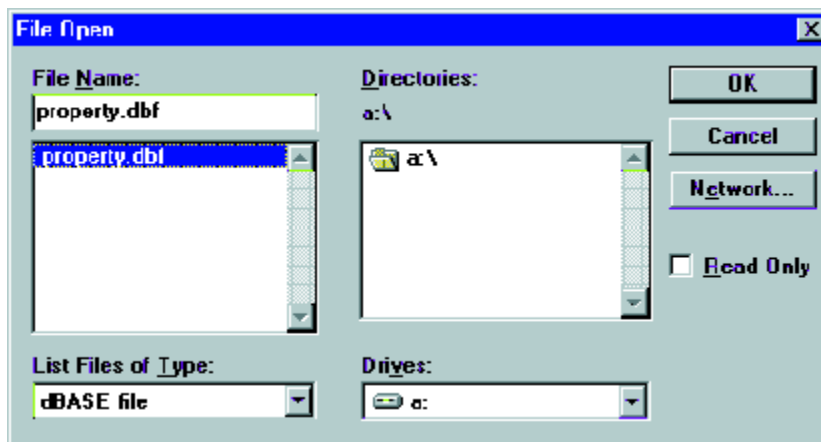 File Open
File Name:
property.dbf
property.dbf
List Files of Type:
dBASE file
Directories:
a:\
a:\
Drives:
a:
OK
Cancel
Network...
Read Only